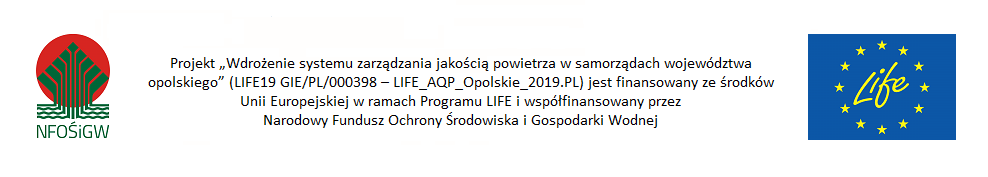 NFOŚiGW
Projekt „Wdrożenie systemu zarządzania jakością powietrza w samorządach województwa
opolskiego” (LIFE19 GIE/PL/000398 – LIFE_AQP_Opolskie_2019.PL) jest finansowany ze środków
Unii Europejskiej w ramach Programu LIFE i współfinansowany przez
Narodowy Fundusz Ochrony Środowiska i Gospodarki Wodnej
Life